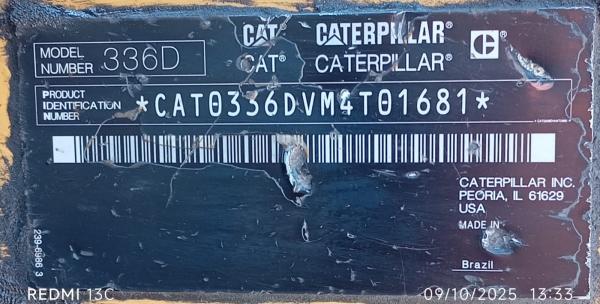 CAT® CATERPILLAR®
MODEL NUMBER 336D
CAT® CATERPILLAR®
PRODUCT IDENTIFICATION NUMBER *CAT0336DVM4T01681*
CATERPILLAR INC.
PEORIA, IL 61629
USA
MADE IN
Brazil
239-6986 3
REDMI 13C
09/10/2025 13:33